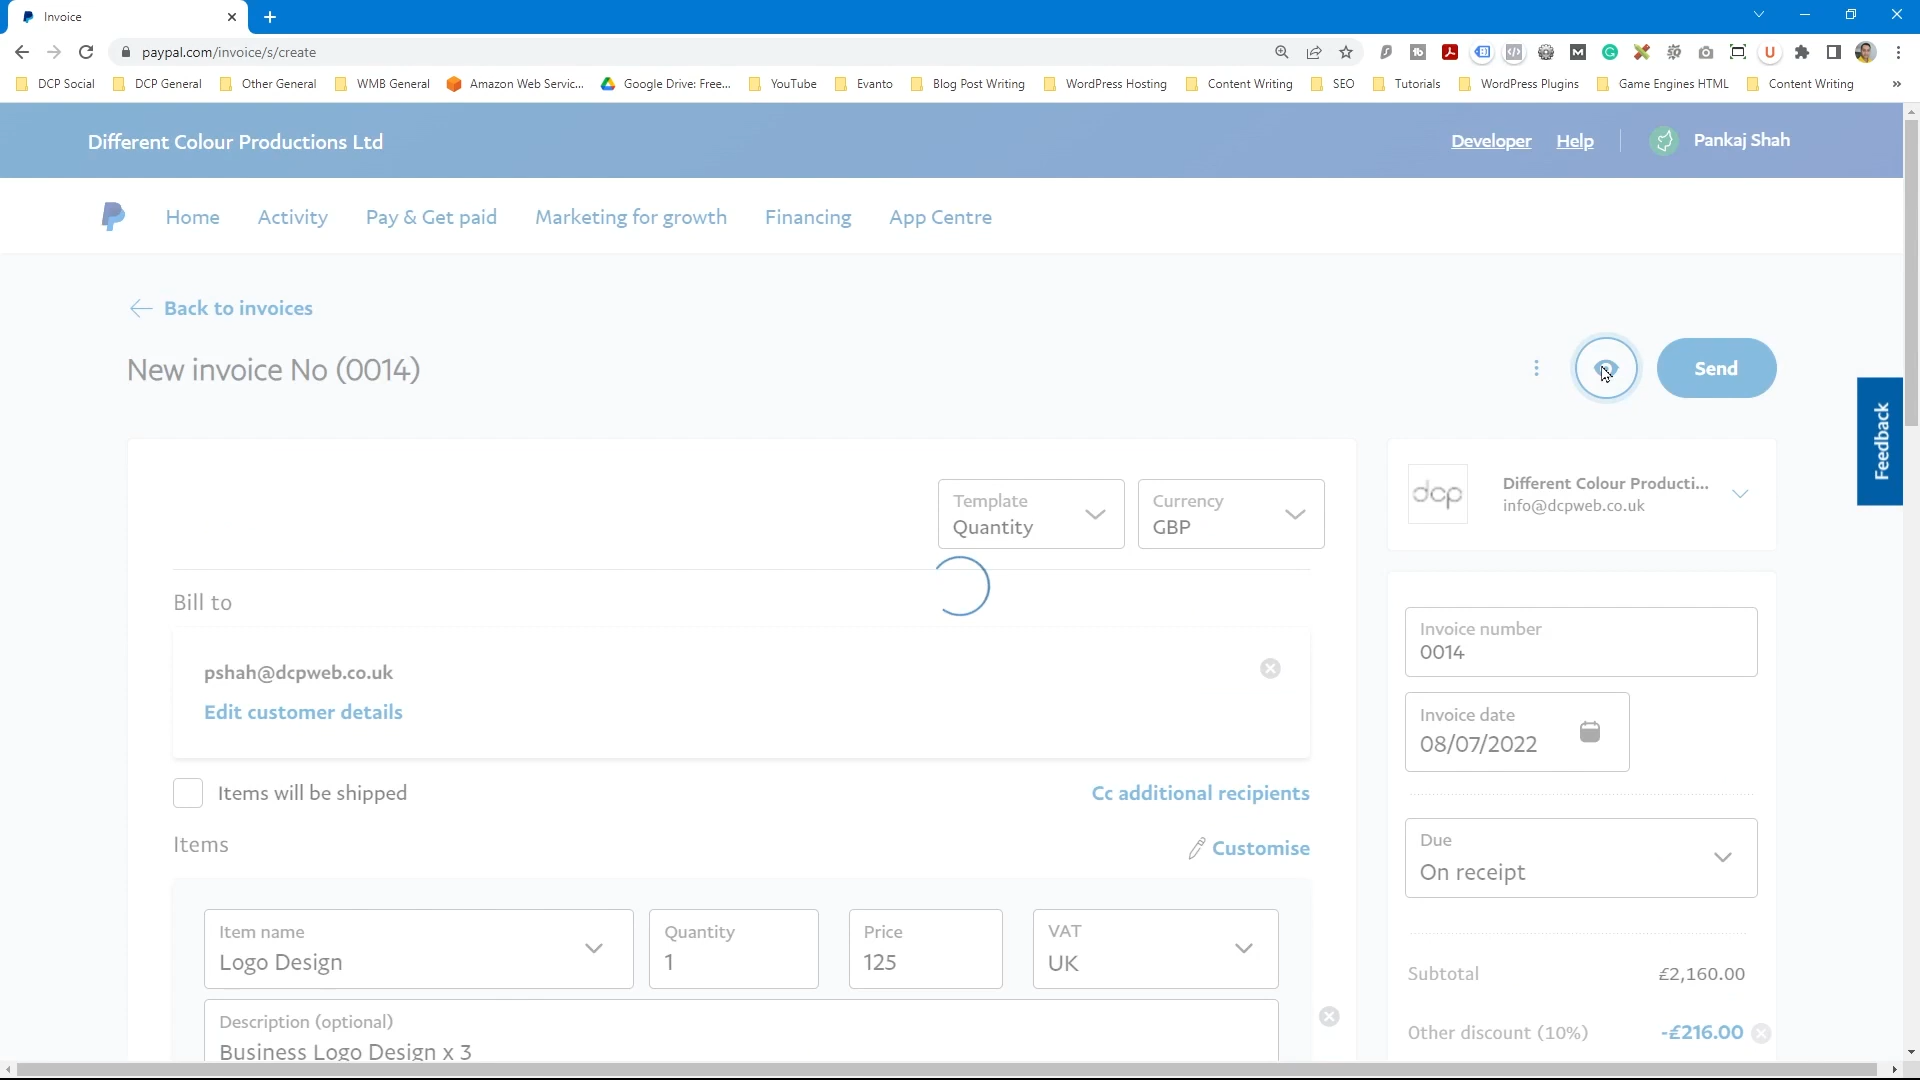 Invoice
paypal.com/invoice/s/create
DCP Social
DCP General
Other General
WMB General
Amazon Web Servic...
Google Drive: Free...
YouTube
Evanto
Blog Post Writing
WordPress Hosting
Content Writing
SEO
Tutorials
WordPress Plugins
Game Engines HTML
Content Writing
»
Different Colour Productions Ltd
Developer
Help
Pankaj Shah
Home
Activity
Pay & Get paid
Marketing for growth
Financing
App Centre
Back to invoices
New invoice No (0014)
Send
Feedback
Template
Quantity
Currency
GBP
dcp
Different Colour Producti...
info@dcpweb.co.uk
Bill to
pshah@dcpweb.co.uk
Edit customer details
Items will be shipped
Cc additional recipients
Items
Customise
Item name
Logo Design
Quantity
1
Price
125
VAT
UK
Description (optional)
Business Logo Design x 3
Invoice number
0014
Invoice date
08/07/2022
Due
On receipt
Subtotal
£2,160.00
Other discount (10%)
-£216.00